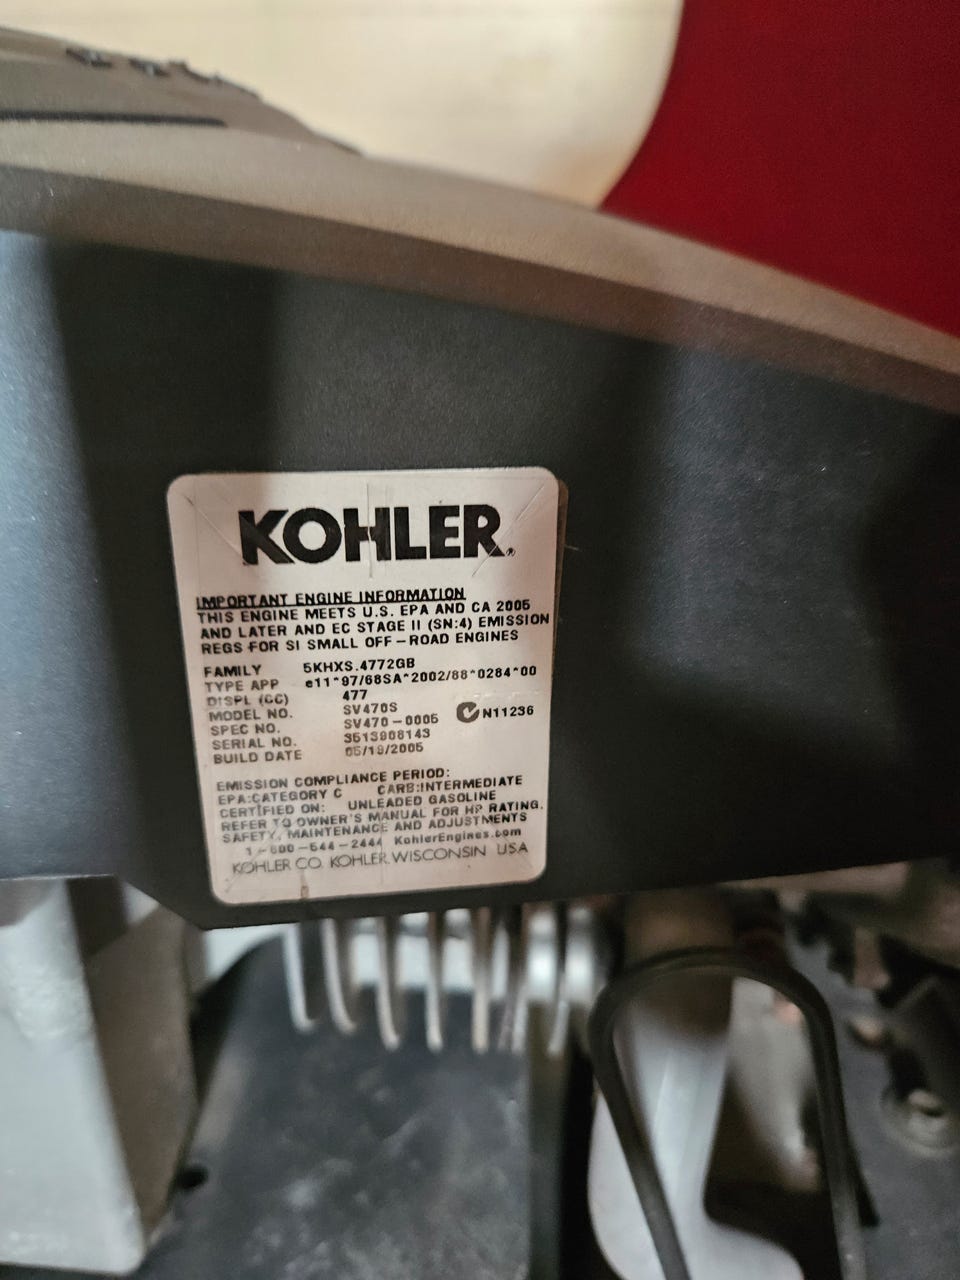 KOHLER.
IMPORTANT ENGINE INFORMATION
THIS ENGINE MEETS U.S. EPA AND CA 2005
AND LATER AND EC STAGE II (SN:4) EMISSION
REGS FOR SI SMALL OFF-ROAD ENGINES
FAMILY 5KHXS.4772GB
TYPE APP e11*97/68SA*2002/88*0284*00
DISPL (CC) 477
MODEL NO. SV470S
SPEC NO. SV470-0005 N11236
SERIAL NO. 3513908143
BUILD DATE 05/19/2005
EMISSION COMPLIANCE PERIOD:
EPA:CATEGORY C CARB:INTERMEDIATE
CERTIFIED ON: UNLEADED GASOLINE
REFER TO OWNER'S MANUAL FOR HP RATING.
SAFETY, MAINTENANCE AND ADJUSTMENTS
1-800-544-2444 KohlerEngines.com
KOHLER CO. KOHLER, WISCONSIN USA